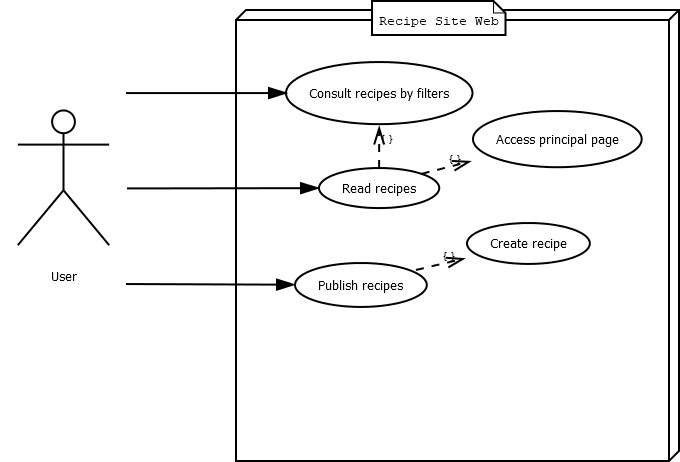 Recipe Site Web
Consult recipes by filters
{}
Access principal page
{}
Read recipes
Create recipe
{}
User
Publish recipes